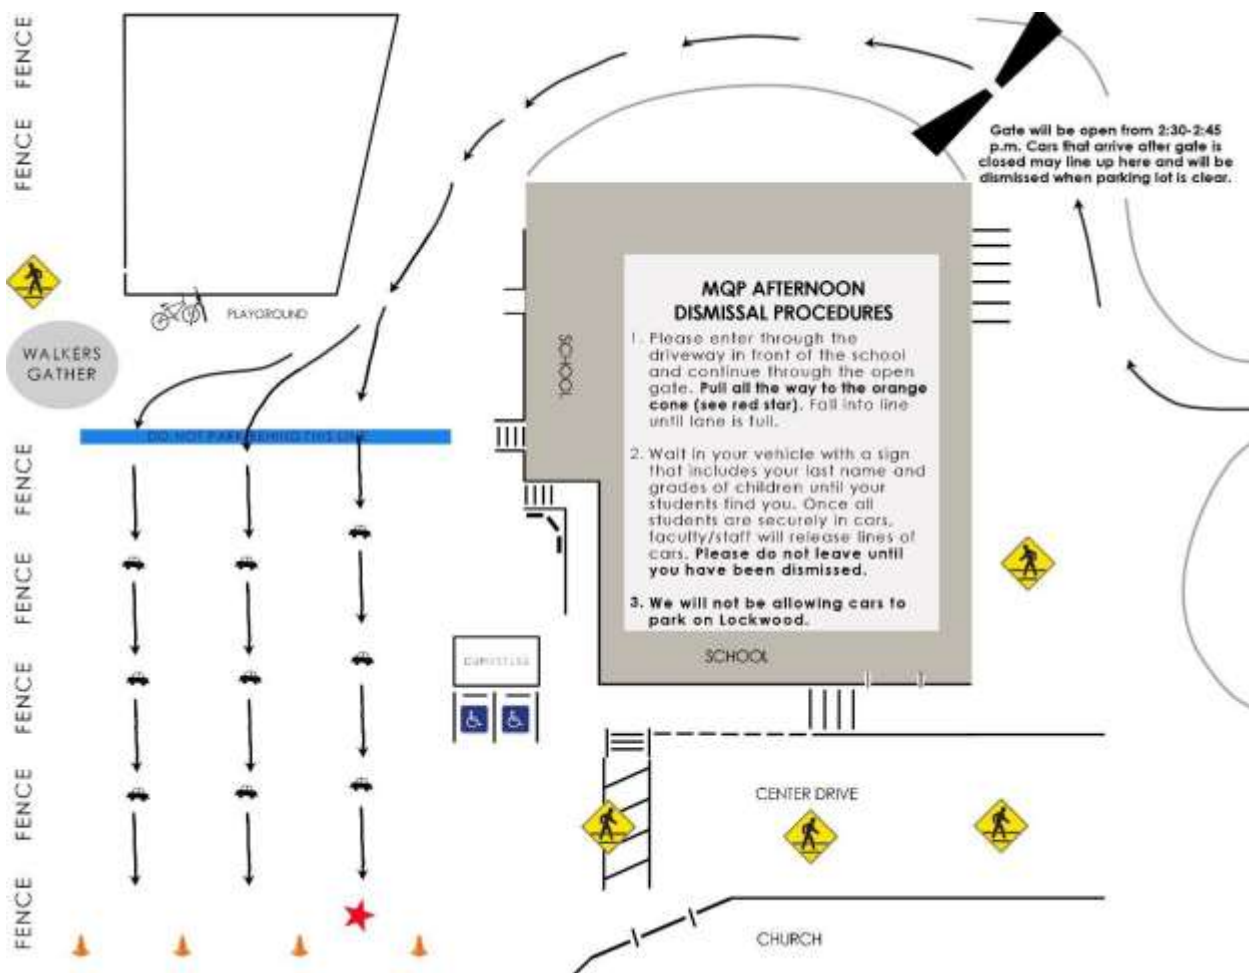 FENCE
FENCE
Gate will be open from 2:30-2:45
p.m. Cars that arrive after gate is
closed may line up here and will be
dismissed when parking lot is clear.
PLAYGROUND
WALKERS
GATHER
DO NOT PARK BEHIND THIS LINE
SCHOOL
MQP AFTERNOON
DISMISSAL PROCEDURES
1. Please enter through the
driveway in front of the school
and continue through the open
gate. Pull all the way to the orange
cone (see red star). Fall into line
until lane is full.
2. Wait in your vehicle with a sign
that includes your last name and
grades of children until your
students find you. Once all
students are securely in cars,
faculty/staff will release lines of
cars. Please do not leave until
you have been dismissed.
3. We will not be allowing cars to
park on Lockwood.
SCHOOL
FENCE
FENCE
FENCE
FENCE
FENCE
CENTER DRIVE
CHURCH